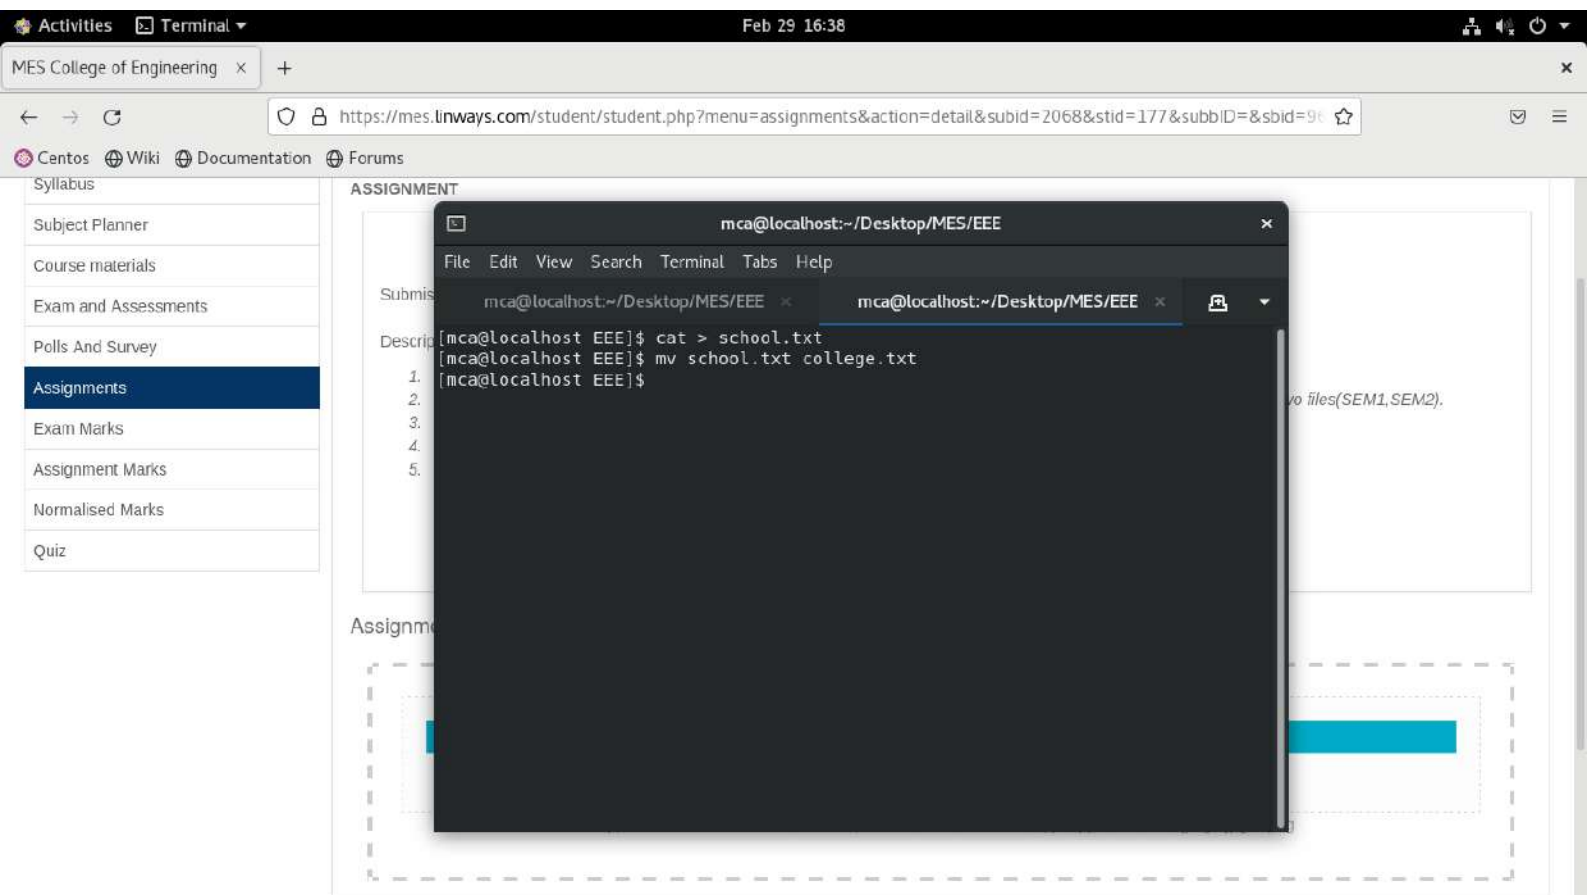 Activities Terminal Feb 29 16:38
MES College of Engineering × +
https://mes.linways.com/student/student.php?menu=assignments&action=detail&subid=2068&stid=177&subbID=&sbid=9
Centos Wiki Documentation Forums
Syllabus
Subject Planner
Course materials
Exam and Assessments
Polls And Survey
Assignments
Exam Marks
Assignment Marks
Normalised Marks
Quiz
ASSIGNMENT
Submis
Descrip
1.
2. vo files(SEM1,SEM2).
3.
4.
5.
Assignme
mca@localhost:~/Desktop/MES/EEE ×
File Edit View Search Terminal Tabs Help
mca@localhost:~/Desktop/MES/EEE × mca@localhost:~/Desktop/MES/EEE ×
[mca@localhost EEE]$ cat > school.txt
[mca@localhost EEE]$ mv school.txt college.txt
[mca@localhost EEE]$